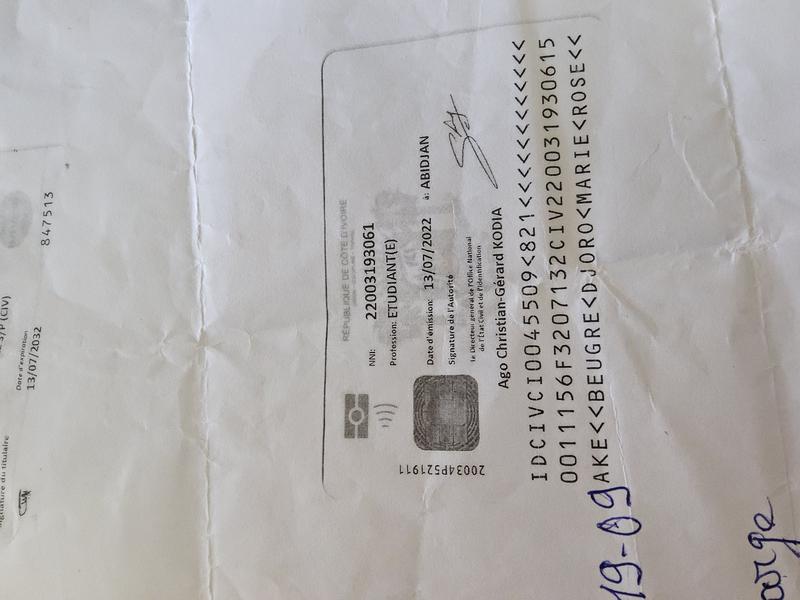 847513
S/P (CIV)
Date d'expiration
13/07/2032
signature du titulaire
RÉPUBLIQUE DE CÔTE D'IVOIRE
NNI: 22003193061
Profession: ETUDIANT(E)
Date d'émission: 13/07/2022 à: ABIDJAN
Signature de l'Autorité
le Directeur général de l'Office National
de l'Etat Civil et de l'Identification
Ago Christian-Gérard KODIA
20034P521911
IDCIVCI0045509<821<<<<<<<<<<<<
0011156F3207132CIV220031930615
AKE<<BEUGRE<DJORO<MARIE<ROSE<<
19-09
arge